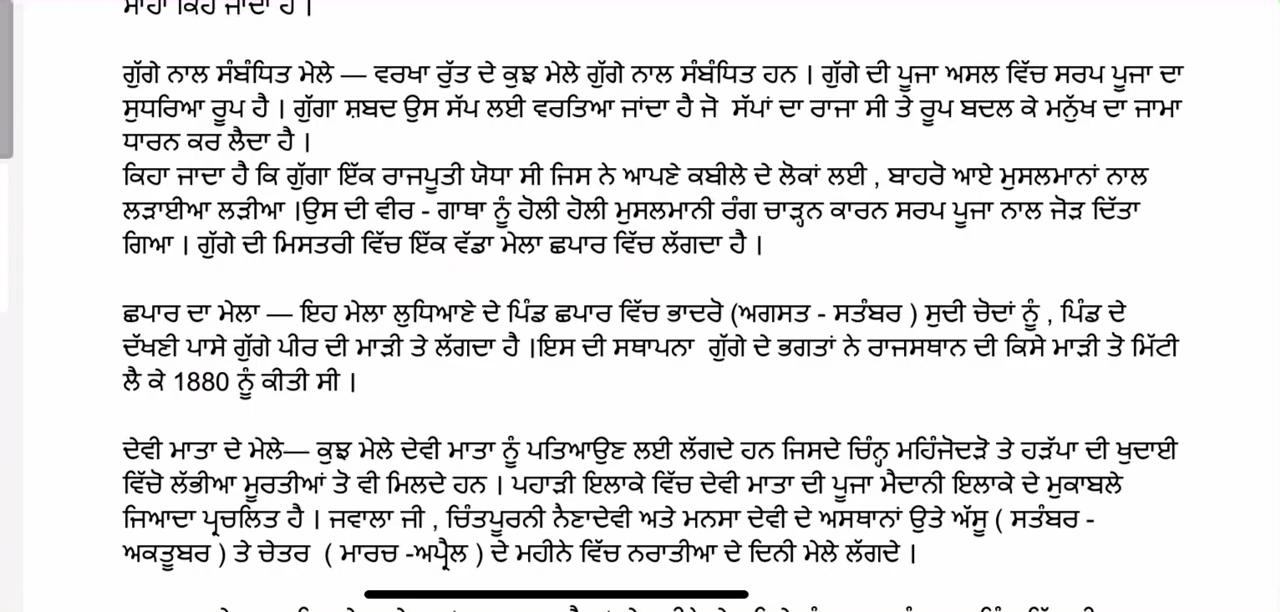 ਗੁੱਗੇ ਨਾਲ ਸੰਬੰਧਿਤ ਮੇਲੇ — ਵਰਖਾ ਰੁੱਤ ਦੇ ਕੁਝ ਮੇਲੇ ਗੁੱਗੇ ਨਾਲ ਸੰਬੰਧਿਤ ਹਨ । ਗੁੱਗੇ ਦੀ ਪੂਜਾ ਅਸਲ ਵਿੱਚ ਸਰਪ ਪੂਜਾ ਦਾ
ਸੁਧਰਿਆ ਰੂਪ ਹੈ । ਗੁੱਗਾ ਸ਼ਬਦ ਉਸ ਸੱਪ ਲਈ ਵਰਤਿਆ ਜਾਂਦਾ ਹੈ ਜੋ ਸੱਪਾਂ ਦਾ ਰਾਜਾ ਸੀ ਤੇ ਰੂਪ ਬਦਲ ਕੇ ਮਨੁੱਖ ਦਾ ਜਾਮਾ
ਧਾਰਨ ਕਰ ਲੈਦਾ ਹੈ ।
ਕਿਹਾ ਜਾਦਾ ਹੈ ਕਿ ਗੁੱਗਾ ਇੱਕ ਰਾਜਪੂਤੀ ਯੋਧਾ ਸੀ ਜਿਸ ਨੇ ਆਪਣੇ ਕਬੀਲੇ ਦੇ ਲੋਕਾਂ ਲਈ , ਬਾਹਰੋ ਆਏ ਮੁਸਲਮਾਨਾਂ ਨਾਲ
ਲੜਾਈਆ ਲੜੀਆ ।ਉਸ ਦੀ ਵੀਰ - ਗਾਥਾ ਨੂੰ ਹੋਲੀ ਹੋਲੀ ਮੁਸਲਮਾਨੀ ਰੰਗ ਚਾੜ੍ਹਨ ਕਾਰਨ ਸਰਪ ਪੂਜਾ ਨਾਲ ਜੋੜ ਦਿੱਤਾ
ਗਿਆ । ਗੁੱਗੇ ਦੀ ਮਿਸਤਰੀ ਵਿੱਚ ਇੱਕ ਵੱਡਾ ਮੇਲਾ ਛਪਾਰ ਵਿੱਚ ਲੱਗਦਾ ਹੈ ।
ਛਪਾਰ ਦਾ ਮੇਲਾ — ਇਹ ਮੇਲਾ ਲੁਧਿਆਣੇ ਦੇ ਪਿੰਡ ਛਪਾਰ ਵਿੱਚ ਭਾਦਰੋ (ਅਗਸਤ - ਸਤੰਬਰ ) ਸੁਦੀ ਚੋਦਾਂ ਨੂੰ , ਪਿੰਡ ਦੇ
ਦੱਖਣੀ ਪਾਸੇ ਗੁੱਗੇ ਪੀਰ ਦੀ ਮਾੜੀ ਤੇ ਲੱਗਦਾ ਹੈ ।ਇਸ ਦੀ ਸਥਾਪਨਾ ਗੁੱਗੇ ਦੇ ਭਗਤਾਂ ਨੇ ਰਾਜਸਥਾਨ ਦੀ ਕਿਸੇ ਮਾੜੀ ਤੋ ਮਿੱਟੀ
ਲੈ ਕੇ 1880 ਨੂੰ ਕੀਤੀ ਸੀ ।
ਦੇਵੀ ਮਾਤਾ ਦੇ ਮੇਲੇ— ਕੁਝ ਮੇਲੇ ਦੇਵੀ ਮਾਤਾ ਨੂੰ ਪਤਿਆਉਣ ਲਈ ਲੱਗਦੇ ਹਨ ਜਿਸਦੇ ਚਿੰਨ੍ਹ ਮਹਿੰਜੋਦੜੋ ਤੇ ਹੜੱਪਾ ਦੀ ਖੁਦਾਈ
ਵਿੱਚੋ ਲੱਭੀਆ ਮੂਰਤੀਆਂ ਤੋ ਵੀ ਮਿਲਦੇ ਹਨ । ਪਹਾੜੀ ਇਲਾਕੇ ਵਿੱਚ ਦੇਵੀ ਮਾਤਾ ਦੀ ਪੂਜਾ ਮੈਦਾਨੀ ਇਲਾਕੇ ਦੇ ਮੁਕਾਬਲੇ
ਜਿਆਦਾ ਪ੍ਰਚਲਿਤ ਹੈ । ਜਵਾਲਾ ਜੀ , ਚਿੰਤਪੂਰਨੀ ਨੈਣਾਦੇਵੀ ਅਤੇ ਮਨਸਾ ਦੇਵੀ ਦੇ ਅਸਥਾਨਾਂ ਉਤੇ ਅੱਸੂ ( ਸਤੰਬਰ -
ਅਕਤੂਬਰ ) ਤੇ ਚੇਤਰ ( ਮਾਰਚ -ਅਪ੍ਰੈਲ ) ਦੇ ਮਹੀਨੇ ਵਿੱਚ ਨਰਾਤੀਆ ਦੇ ਦਿਨੀ ਮੇਲੇ ਲੱਗਦੇ ।